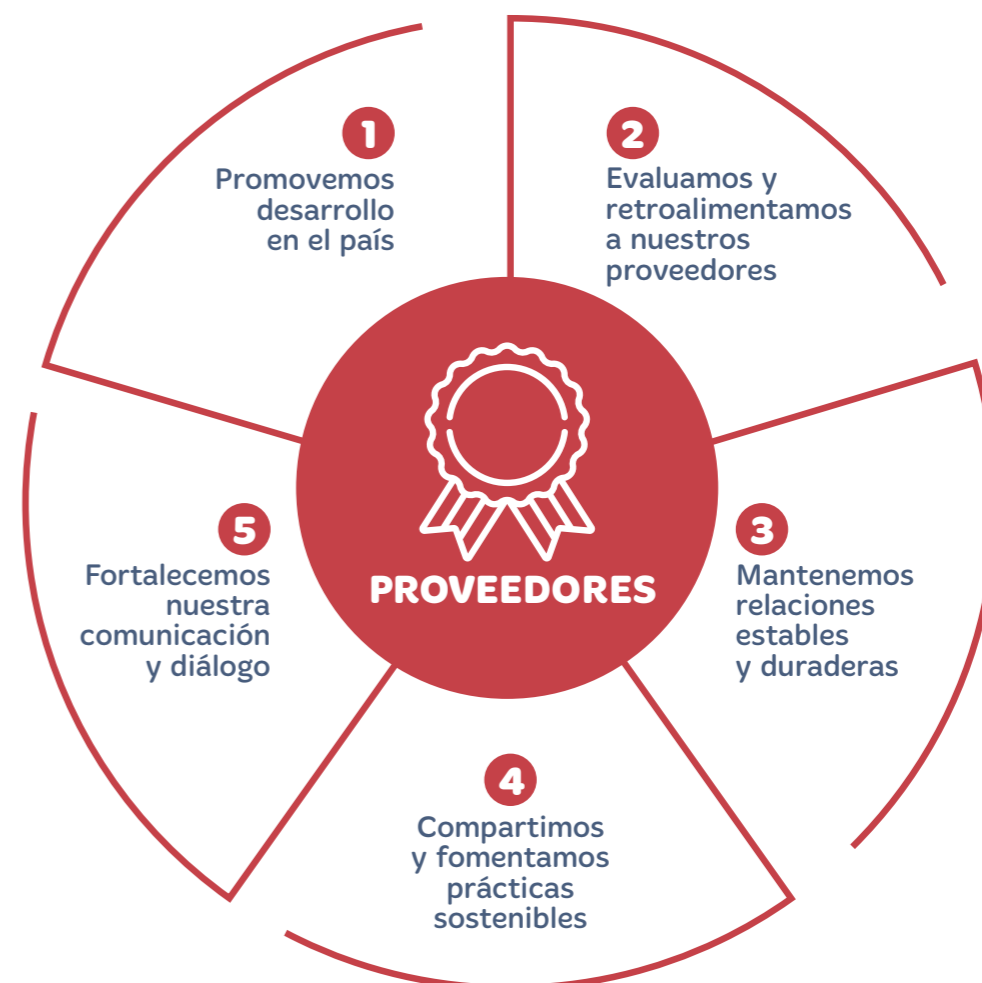 1
Promovemos
desarrollo
en el país
2
Evaluamos y
retroalimentamos
a nuestros
proveedores
3
Mantenemos
relaciones
estables
y duraderas
4
Compartimos
y fomentamos
prácticas
sostenibles
5
Fortalecemos
nuestra
comunicación
y diálogo
PROVEEDORES